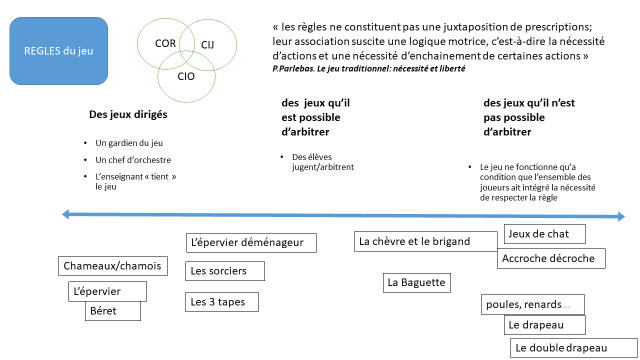 REGLES du jeu
COR
CIJ
CIO
« les règles ne constituent pas une juxtaposition de prescriptions;
leur association suscite une logique motrice, c'est-à-dire la nécessité
d'actions et une nécessité d'enchainement de certaines actions »
P.Parlebas. Le jeu traditionnel: nécessité et liberté
Des jeux dirigés
• Un gardien du jeu
• Un chef d'orchestre
• L'enseignant « tient »
le jeu
des jeux qu'il
est possible
d'arbitrer
• Des élèves
jugent/arbitrent
des jeux qu'il n'est
pas possible
d'arbitrer
• Le jeu ne fonctionne qu'a
condition que l'ensemble des
joueurs ait intégré la nécessité
de respecter la règle
Chameaux/chamois
L'épervier
Béret
L'épervier déménageur
Les sorciers
Les 3 tapes
La chèvre et le brigand
La Baguette
Jeux de chat
Accroche décroche
poules, renards...
Le drapeau
Le double drapeau